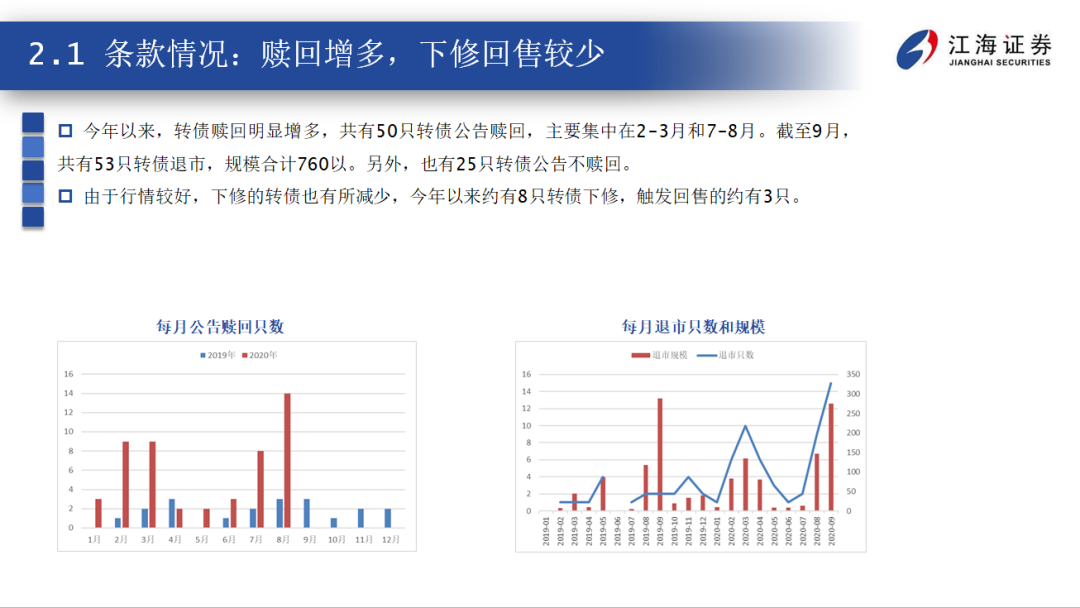 2.1 条款情况：赎回增多，下修回售较少
江海证券
JIANGHAI SECURITIES
今年以来，转债赎回明显增多，共有50只转债公告赎回，主要集中在2-3月和7-8月。截至9月，
共有53只转债退市，规模合计760以。另外，也有25只转债公告不赎回。
由于行情较好，下修的转债也有所减少，今年以来约有8只转债下修，触发回售的约有3只。
每月公告赎回只数
2019年 2020年
16
14
12
10
8
6
4
2
0
1月 2月 3月 4月 5月 6月 7月 8月 9月 10月 11月 12月
每月退市只数和规模
退市规模 退市只数
16 350
14 300
12 250
10 200
8 150
6 100
4 50
2 0
0
2019-01 2019-02 2019-03 2019-04 2019-05 2019-06 2019-07 2019-08 2019-09 2019-10 2019-11 2019-12 2020-01 2020-02 2020-03 2020-04 2020-05 2020-06 2020-07 2020-08 2020-09